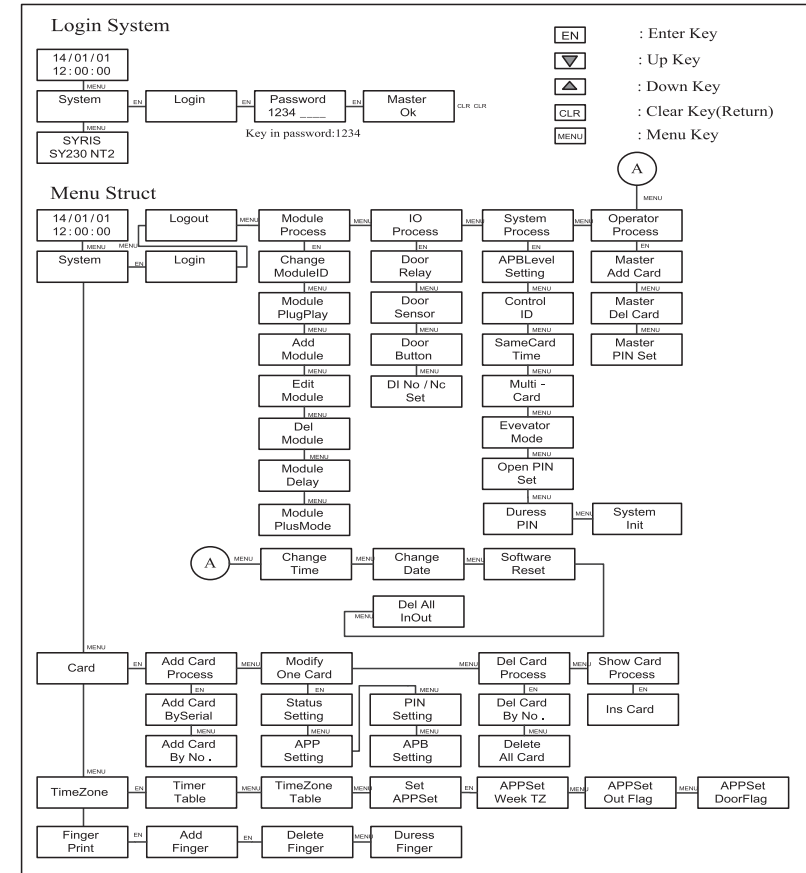 Login System
EN : Enter Key
: Up Key
: Down Key
CLR : Clear Key(Return)
MENU : Menu Key
14/01/01
12:00:00
MENU
System
EN
Login
EN
Password
1234 ____
EN
Master
Ok
CLR CLR
Key in password:1234
MENU
SYRIS
SY230 NT2
A
MENU
Menu Struct
14/01/01
12:00:00
MENU
System
EN
Login
MENU
Logout
MENU
Module
Process
MENU
IO
Process
MENU
System
Process
MENU
Operator
Process
EN
Change
ModuleID
MENU
Module
PlugPlay
MENU
Add
Module
MENU
Edit
Module
MENU
Del
Module
MENU
Module
Delay
MENU
Module
PlusMode
EN
Door
Relay
MENU
Door
Sensor
MENU
Door
Button
MENU
DI No / Nc
Set
EN
APBLevel
Setting
MENU
Control
ID
MENU
SameCard
Time
MENU
Multi -
Card
MENU
Evevator
Mode
MENU
Open PIN
Set
MENU
Duress
PIN
MENU
System
Init
EN
Master
Add Card
MENU
Master
Del Card
MENU
Master
PIN Set
A
MENU
Change
Time
MENU
Change
Date
MENU
Software
Reset
MENU
Del All
InOut
MENU
Card
EN
Add Card
Process
MENU
Modify
One Card
MENU
Del Card
Process
MENU
Show Card
Process
EN
Add Card
BySerial
MENU
Add Card
By No .
EN
Status
Setting
MENU
APP
Setting
MENU
PIN
Setting
MENU
APB
Setting
EN
Del Card
By No .
MENU
Delete
All Card
EN
Ins Card
MENU
TimeZone
EN
Timer
Table
MENU
TimeZone
Table
MENU
Set
APPSet
EN
APPSet
Week TZ
MENU
APPSet
Out Flag
MENU
APPSet
DoorFlag
Finger
Print
EN
Add
Finger
EN
Delete
Finger
MENU
Duress
Finger